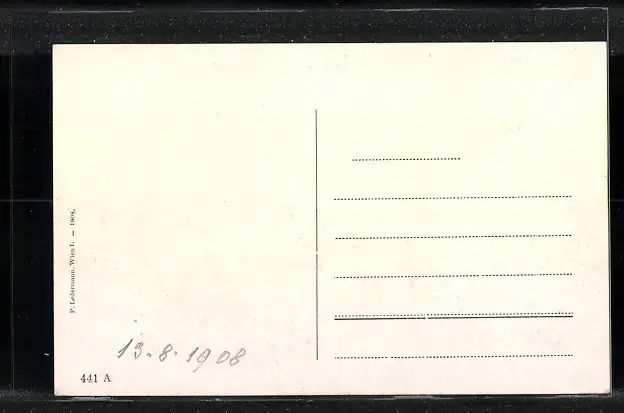 P. Ledermann, Wien I. – 1908.
13.8.1908
441 A